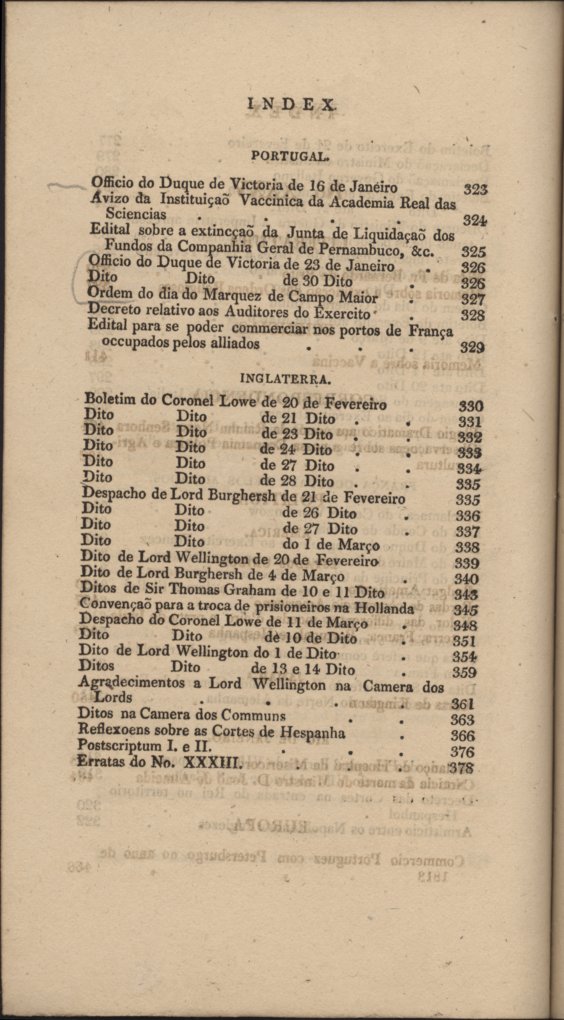 INDEX.
PORTUGAL.
Officio do Duque de Victoria de 16 de Janeiro 323
Avizo da Instituiçaõ Vaccinica da Academia Real das
Sciencias . . . . 324
Edital sobre a extincçaõ da Junta de Liquidaçaõ dos
Fundos da Companhia Geral de Pernambuco, &c. 325
Officio do Duque de Victoria de 23 de Janeiro . 326
Dito Dito de 30 Dito . 326
Ordem do dia do Marquez de Campo Maior . 327
Decreto relativo aos Auditores do Exercito . 328
Edital para se poder commerciar nos portos de França
occupados pelos alliados . . . 329
INGLATERRA.
Boletim do Coronel Lowe de 20 de Fevereiro 330
Dito Dito de 21 Dito . . 331
Dito Dito de 23 Dito . . 332
Dito Dito de 24 Dito . . 333
Dito Dito de 27 Dito . . 334
Dito Dito de 28 Dito . . 335
Despacho de Lord Burghersh de 21 de Fevereiro 335
Dito Dito de 26 Dito . 336
Dito Dito de 27 Dito . 337
Dito Dito do 1 de Março 338
Dito de Lord Wellington de 20 de Fevereiro 339
Dito de Lord Burghersh de 4 de Março . 340
Ditos de Sir Thomas Graham de 10 e 11 Dito 343
Convençaõ para a troca de prisioneiros na Hollanda 345
Despacho do Coronel Lowe de 11 de Março . 348
Dito Dito de 10 de Dito . 351
Dito de Lord Wellington do 1 de Dito . 354
Ditos Dito de 13 e 14 Dito . 359
Agradecimentos a Lord Wellington na Camera dos
Lords . . . . 361
Ditos na Camera dos Communs . . 363
Reflexoens sobre as Cortes de Hespanha . 366
Postscriptum I. e II. . . . 376
Erratas do No. XXXIII. . . . 378